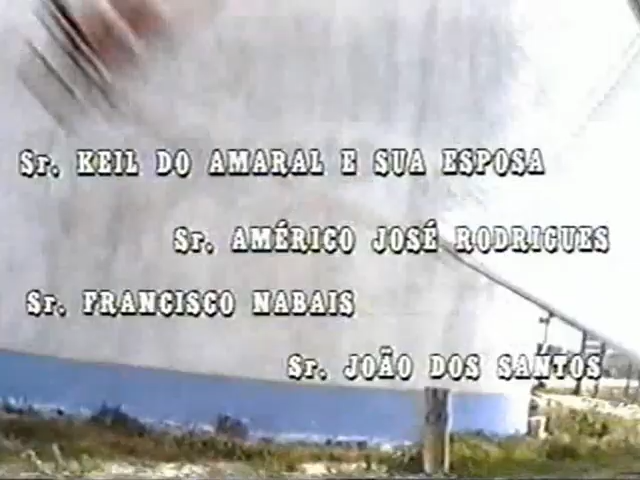 Sr. KEIL DO AMARAL E SUA ESPOSA
Sr. AMÉRICO JOSÉ RODRIGUES
Sr. FRANCISCO NABAIS
Sr. JOÃO DOS SANTOS